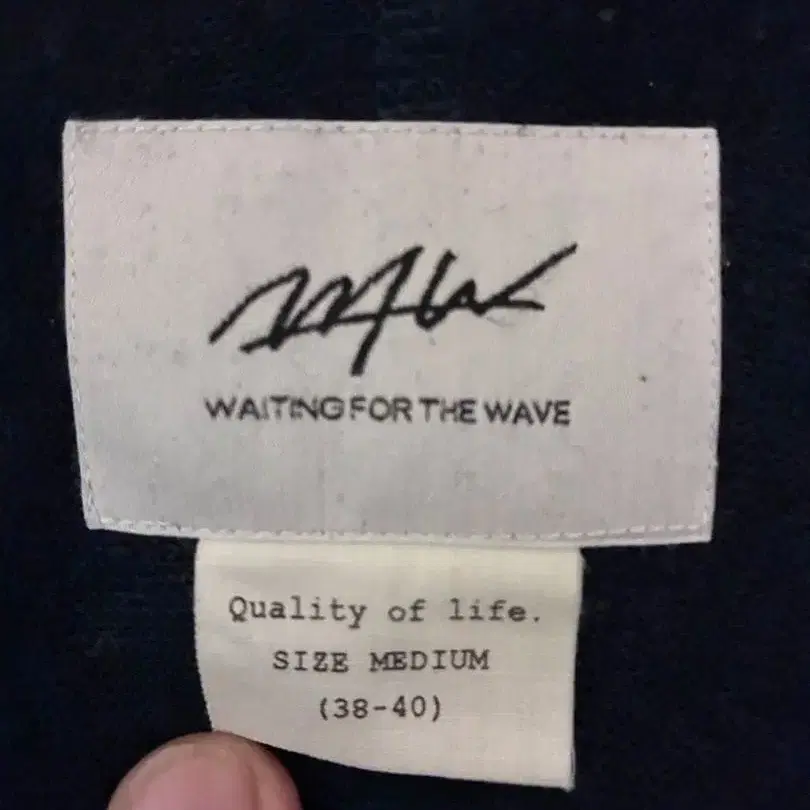 WAITING FOR THE WAVE
Quality of life.
SIZE MEDIUM
(38-40)